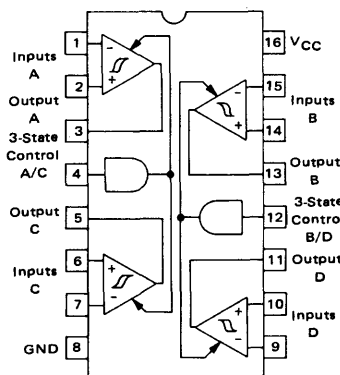 1
Inputs
A
2
Output
A
3
3-State
Control
A/C
4
Output
C
5
6
Inputs
C
7
GND
8
16
VCC
15
Inputs
B
14
Output
B
13
3-State
Control
B/D
12
Output
D
11
10
Inputs
D
9
-
+
-
+
+
-
+
-